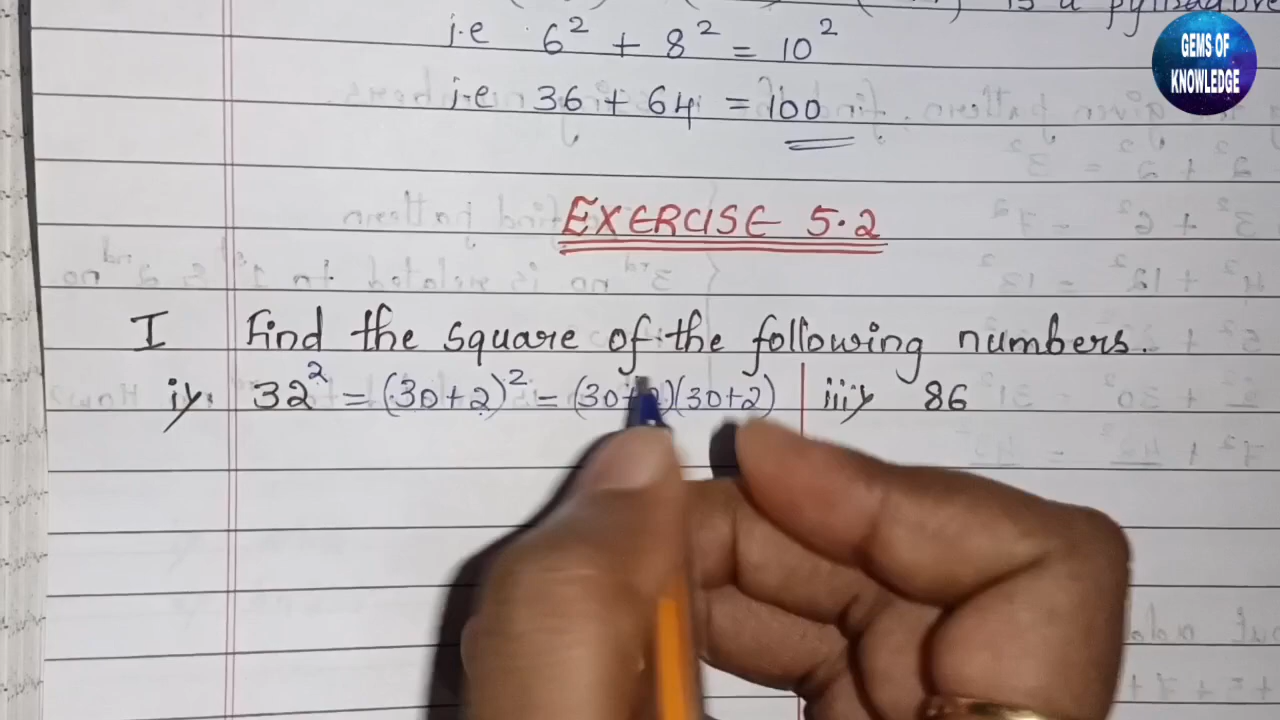 is a
i.e 6² + 8² = 10²
i.e 36 + 64 = 100
GEMS OF
KNOWLEDGE
EXERCISE 5.2
I Find the square of the following numbers.
i) 32² = (30+2)² = (30+2)(30+2) iii) 86